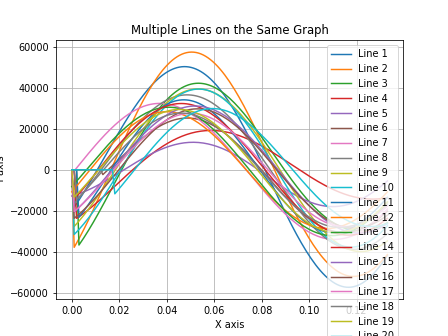 Multiple Lines on the Same Graph
60000
40000
20000
0
−20000
−40000
−60000
0.00
0.02
0.04
0.06
0.08
0.10
X axis
axis
Line 1
Line 2
Line 3
Line 4
Line 5
Line 6
Line 7
Line 8
Line 9
Line 10
Line 11
Line 12
Line 13
Line 14
Line 15
Line 16
Line 17
Line 18
Line 19
Line 20